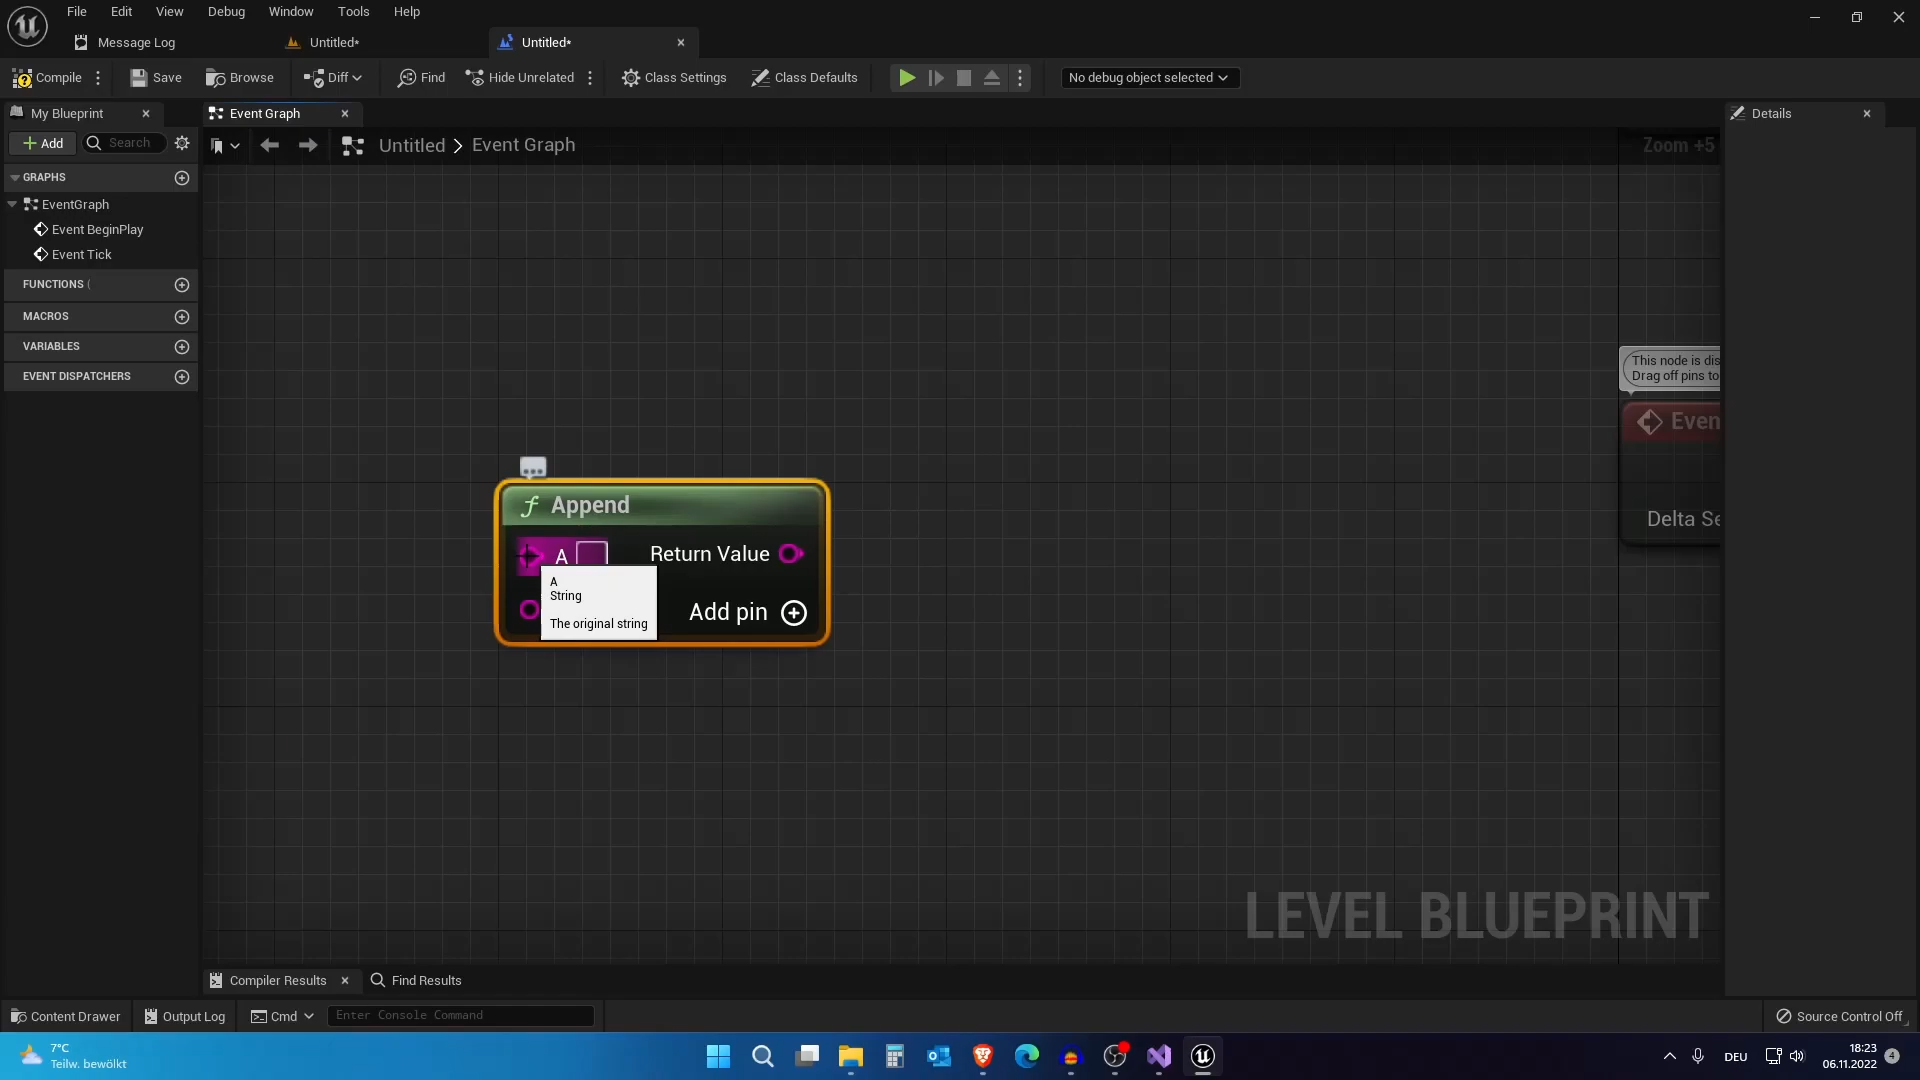 File Edit View Debug Window Tools Help
Message Log
Untitled*
Untitled*
Compile
Save
Browse
Diff
Find
Hide Unrelated
Class Settings
Class Defaults
No debug object selected
My Blueprint
Event Graph
Details
Add
Search
Untitled > Event Graph
Zoom +5
GRAPHS
EventGraph
Event BeginPlay
Event Tick
FUNCTIONS (
MACROS
VARIABLES
EVENT DISPATCHERS
This node is dis
Drag off pins to
Even
Delta Se
f Append
A
Return Value
Add pin
A
String
The original string
LEVEL BLUEPRINT
Compiler Results
Find Results
Content Drawer
Output Log
Cmd
Enter Console Command
Source Control Off
7°C
Teilw. bewölkt
DEU
18:23
06.11.2022
4